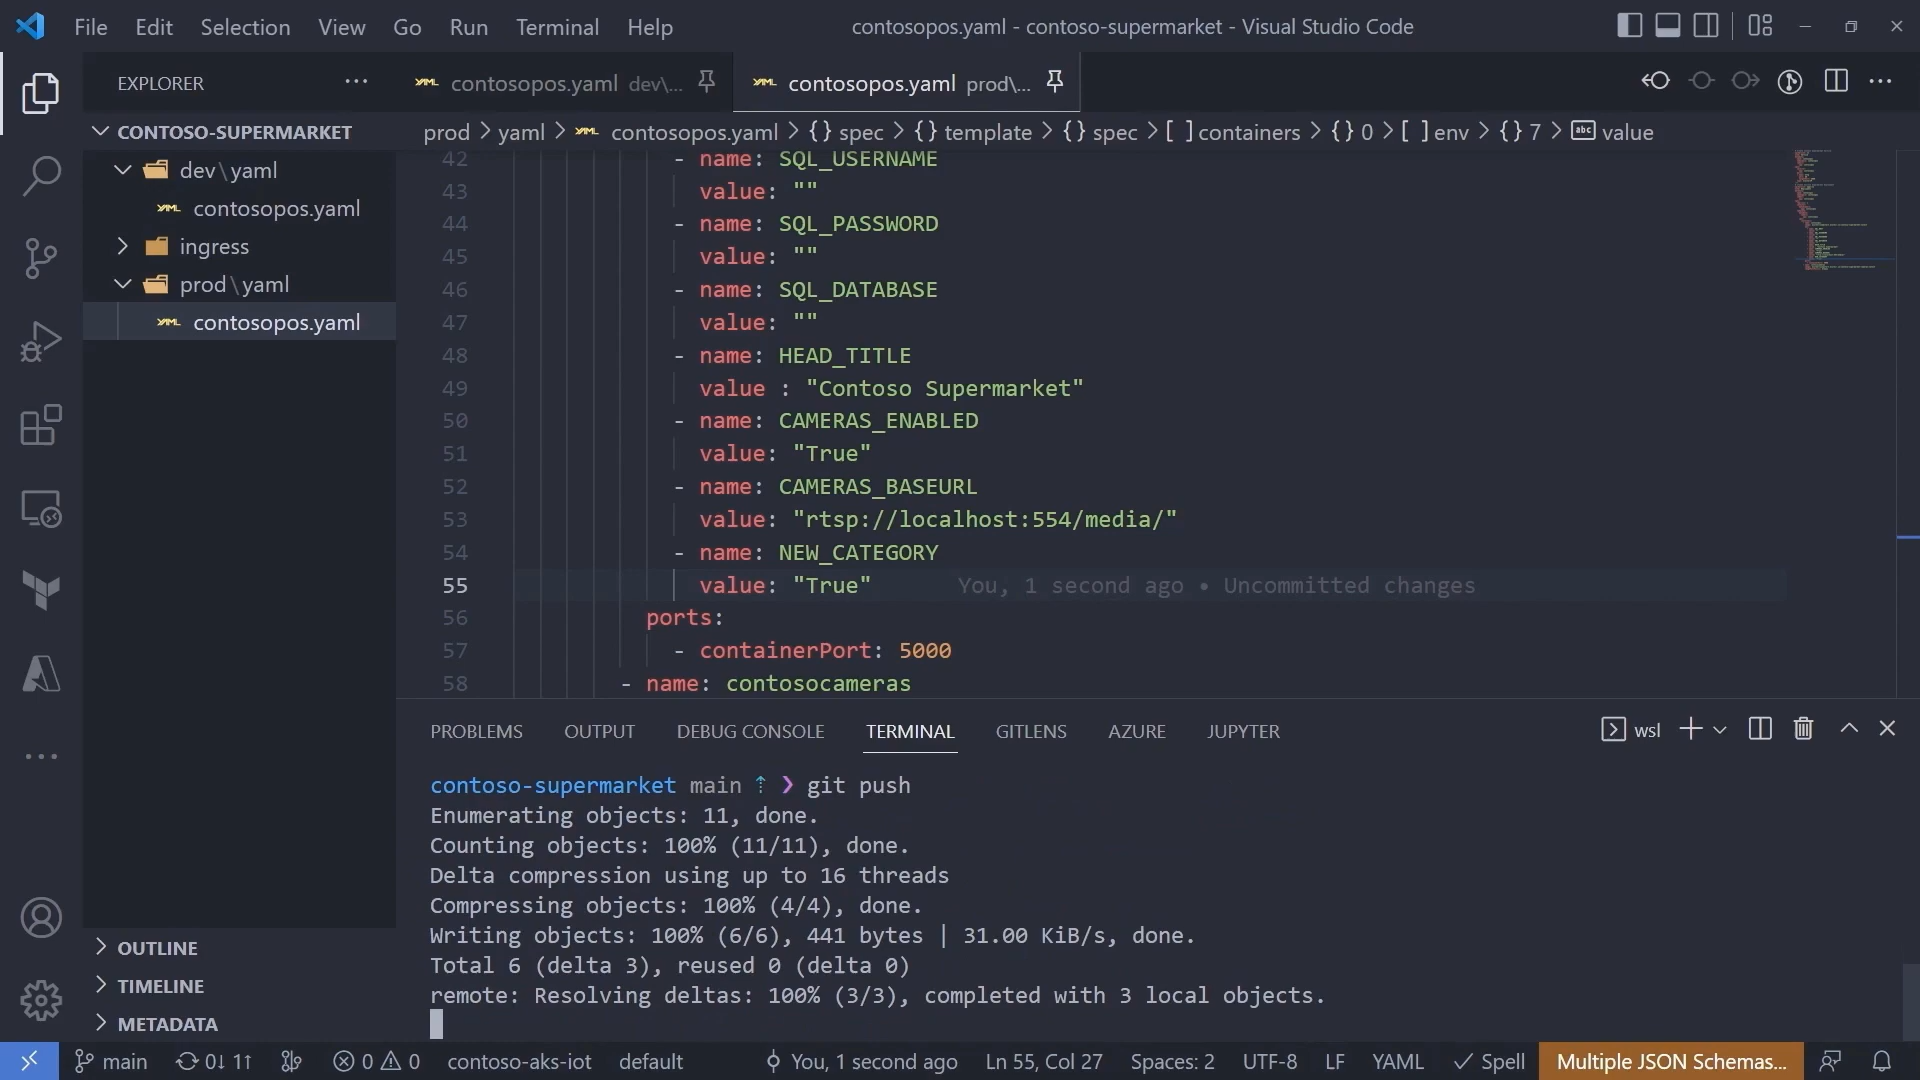 File Edit Selection View Go Run Terminal Help
contosopos.yaml - contoso-supermarket - Visual Studio Code
EXPLORER
contosopos.yaml dev\...
contosopos.yaml prod\...
CONTOSO-SUPERMARKET
prod > yaml > contosopos.yaml > {} spec > {} template > {} spec > [ ] containers > {} 0 > [ ] env > {} 7 > abc value
dev\yaml
contosopos.yaml
ingress
prod\yaml
contosopos.yaml
42 - name: SQL_USERNAME
43 value: ""
44 - name: SQL_PASSWORD
45 value: ""
46 - name: SQL_DATABASE
47 value: ""
48 - name: HEAD_TITLE
49 value : "Contoso Supermarket"
50 - name: CAMERAS_ENABLED
51 value: "True"
52 - name: CAMERAS_BASEURL
53 value: "rtsp://localhost:554/media/"
54 - name: NEW_CATEGORY
55 value: "True" You, 1 second ago • Uncommitted changes
56 ports:
57 - containerPort: 5000
58 - name: contosocameras
PROBLEMS OUTPUT DEBUG CONSOLE TERMINAL GITLENS AZURE JUPYTER
wsl
contoso-supermarket main ⇡ ❯ git push
Enumerating objects: 11, done.
Counting objects: 100% (11/11), done.
Delta compression using up to 16 threads
Compressing objects: 100% (4/4), done.
Writing objects: 100% (6/6), 441 bytes | 31.00 KiB/s, done.
Total 6 (delta 3), reused 0 (delta 0)
remote: Resolving deltas: 100% (3/3), completed with 3 local objects.
OUTLINE
TIMELINE
METADATA
main 0↓ 1↑ 0 0 contoso-aks-iot default You, 1 second ago Ln 55, Col 27 Spaces: 2 UTF-8 LF YAML ✓ Spell Multiple JSON Schemas...